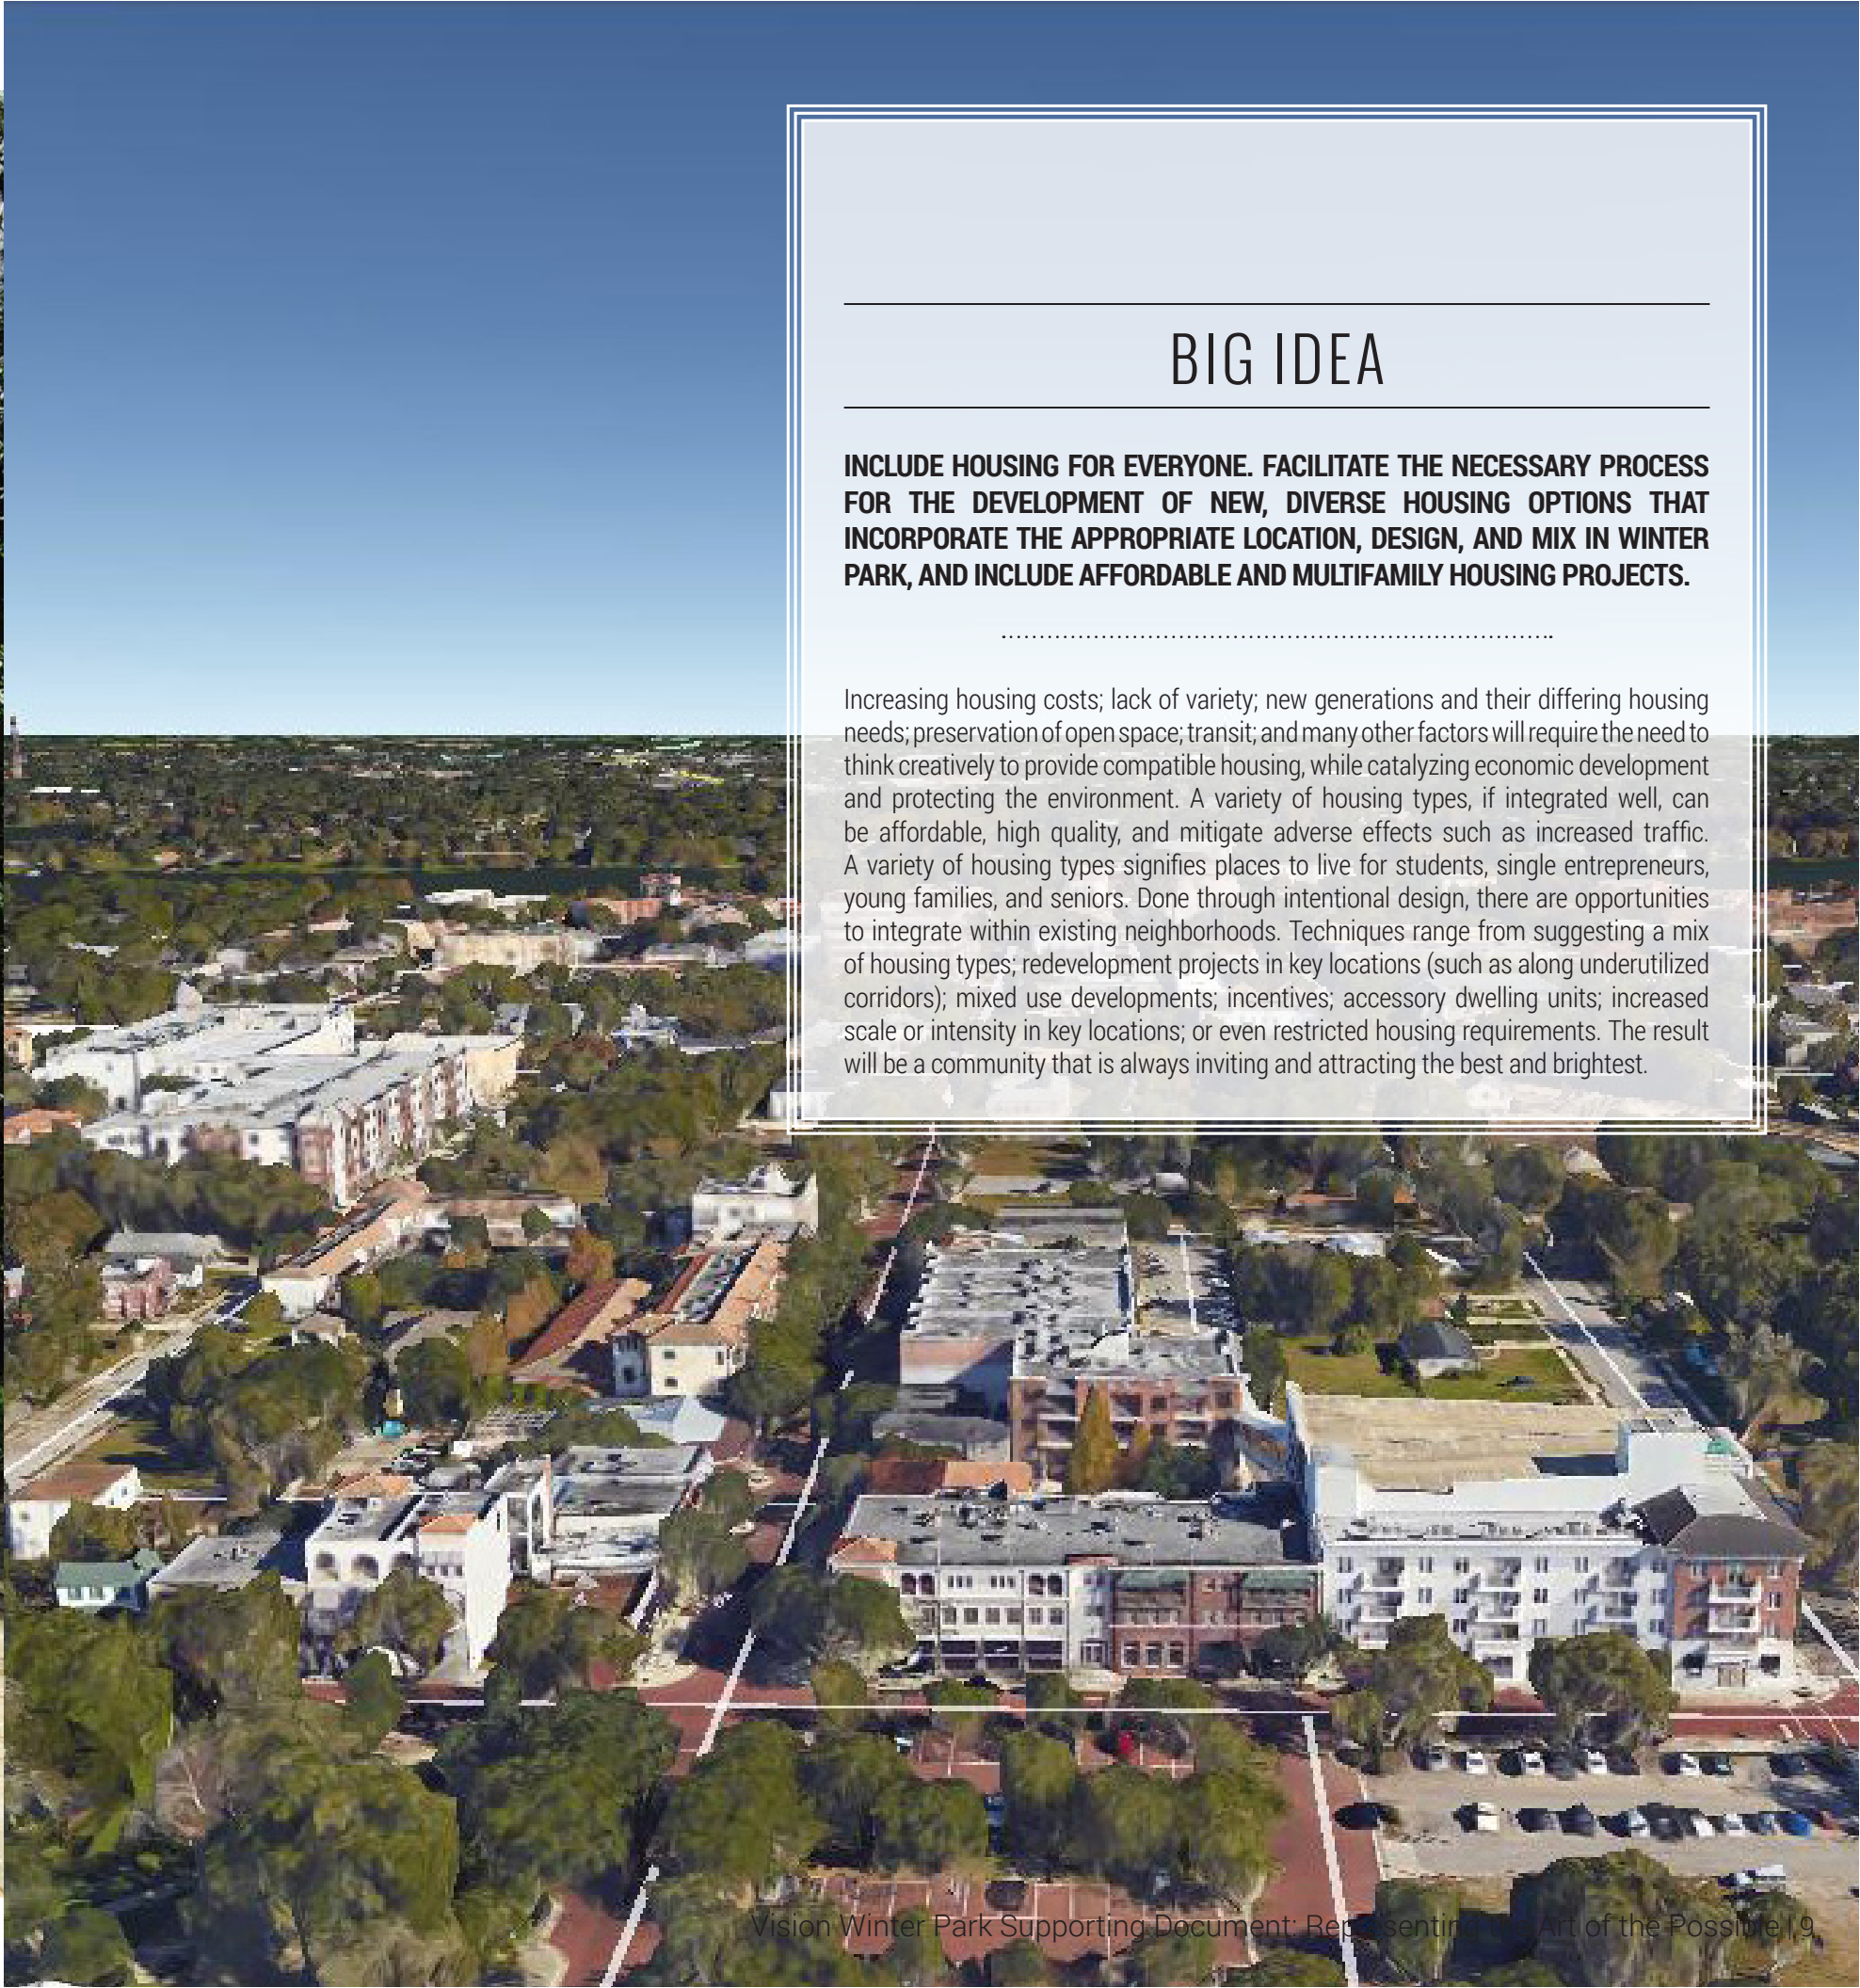 BIG IDEA
INCLUDE HOUSING FOR EVERYONE. FACILITATE THE NECESSARY PROCESS
FOR THE DEVELOPMENT OF NEW, DIVERSE HOUSING OPTIONS THAT
INCORPORATE THE APPROPRIATE LOCATION, DESIGN, AND MIX IN WINTER
PARK, AND INCLUDE AFFORDABLE AND MULTIFAMILY HOUSING PROJECTS.
Increasing housing costs; lack of variety; new generations and their differing housing
needs; preservation of open space; transit; and many other factors will require the need to
think creatively to provide compatible housing, while catalyzing economic development
and protecting the environment. A variety of housing types, if integrated well, can
be affordable, high quality, and mitigate adverse effects such as increased traffic.
A variety of housing types signifies places to live for students, single entrepreneurs,
young families, and seniors. Done through intentional design, there are opportunities
to integrate within existing neighborhoods. Techniques range from suggesting a mix
of housing types; redevelopment projects in key locations (such as along underutilized
corridors); mixed use developments; incentives; accessory dwelling units; increased
scale or intensity in key locations; or even restricted housing requirements. The result
will be a community that is always inviting and attracting the best and brightest.
Vision Winter Park Supporting Document: Representing the Art of the Possible | 9